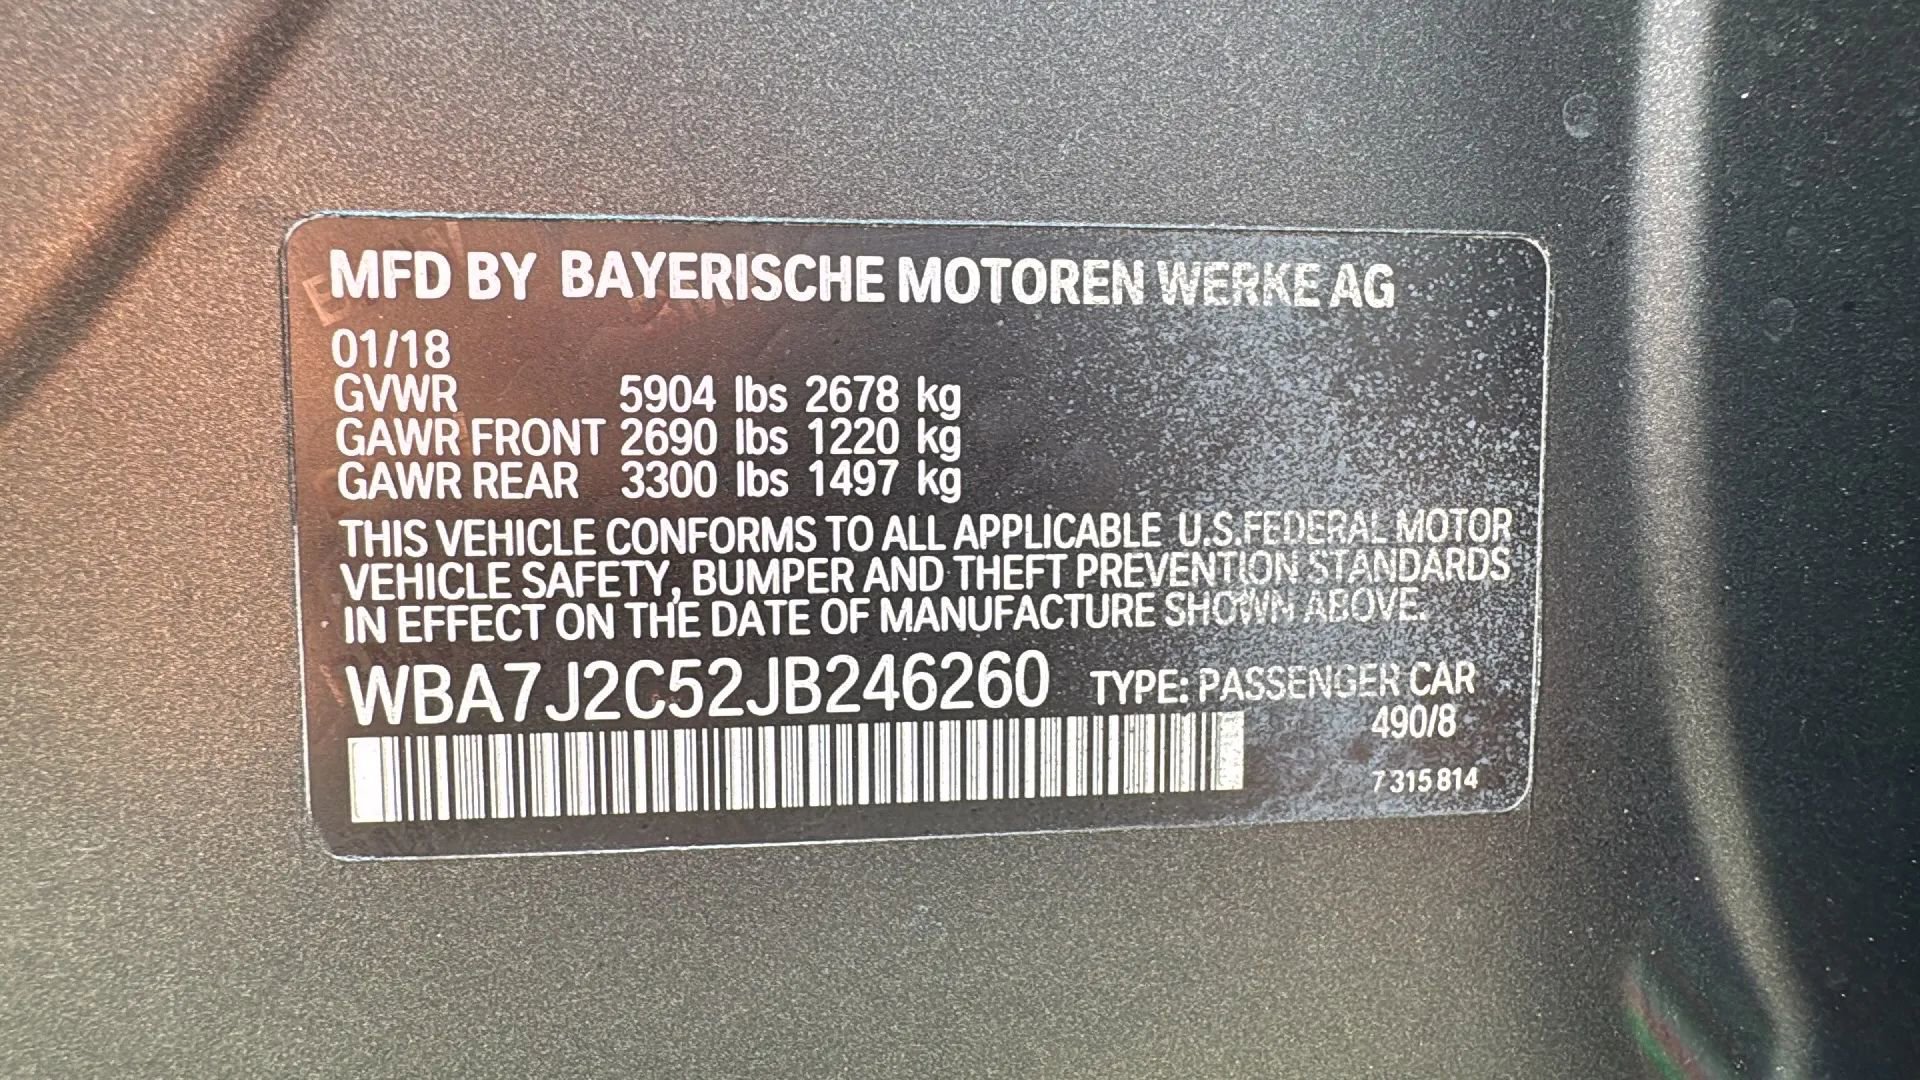 MFD BY BAYERISCHE MOTOREN WERKE AG
01/18
GVWR 5904 lbs 2678 kg
GAWR FRONT 2690 lbs 1220 kg
GAWR REAR 3300 lbs 1497 kg
THIS VEHICLE CONFORMS TO ALL APPLICABLE U.S.FEDERAL MOTOR
VEHICLE SAFETY, BUMPER AND THEFT PREVENTION STANDARDS
IN EFFECT ON THE DATE OF MANUFACTURE SHOWN ABOVE.
WBA7J2C52JB246260 TYPE: PASSENGER CAR
490/8
7 315 814